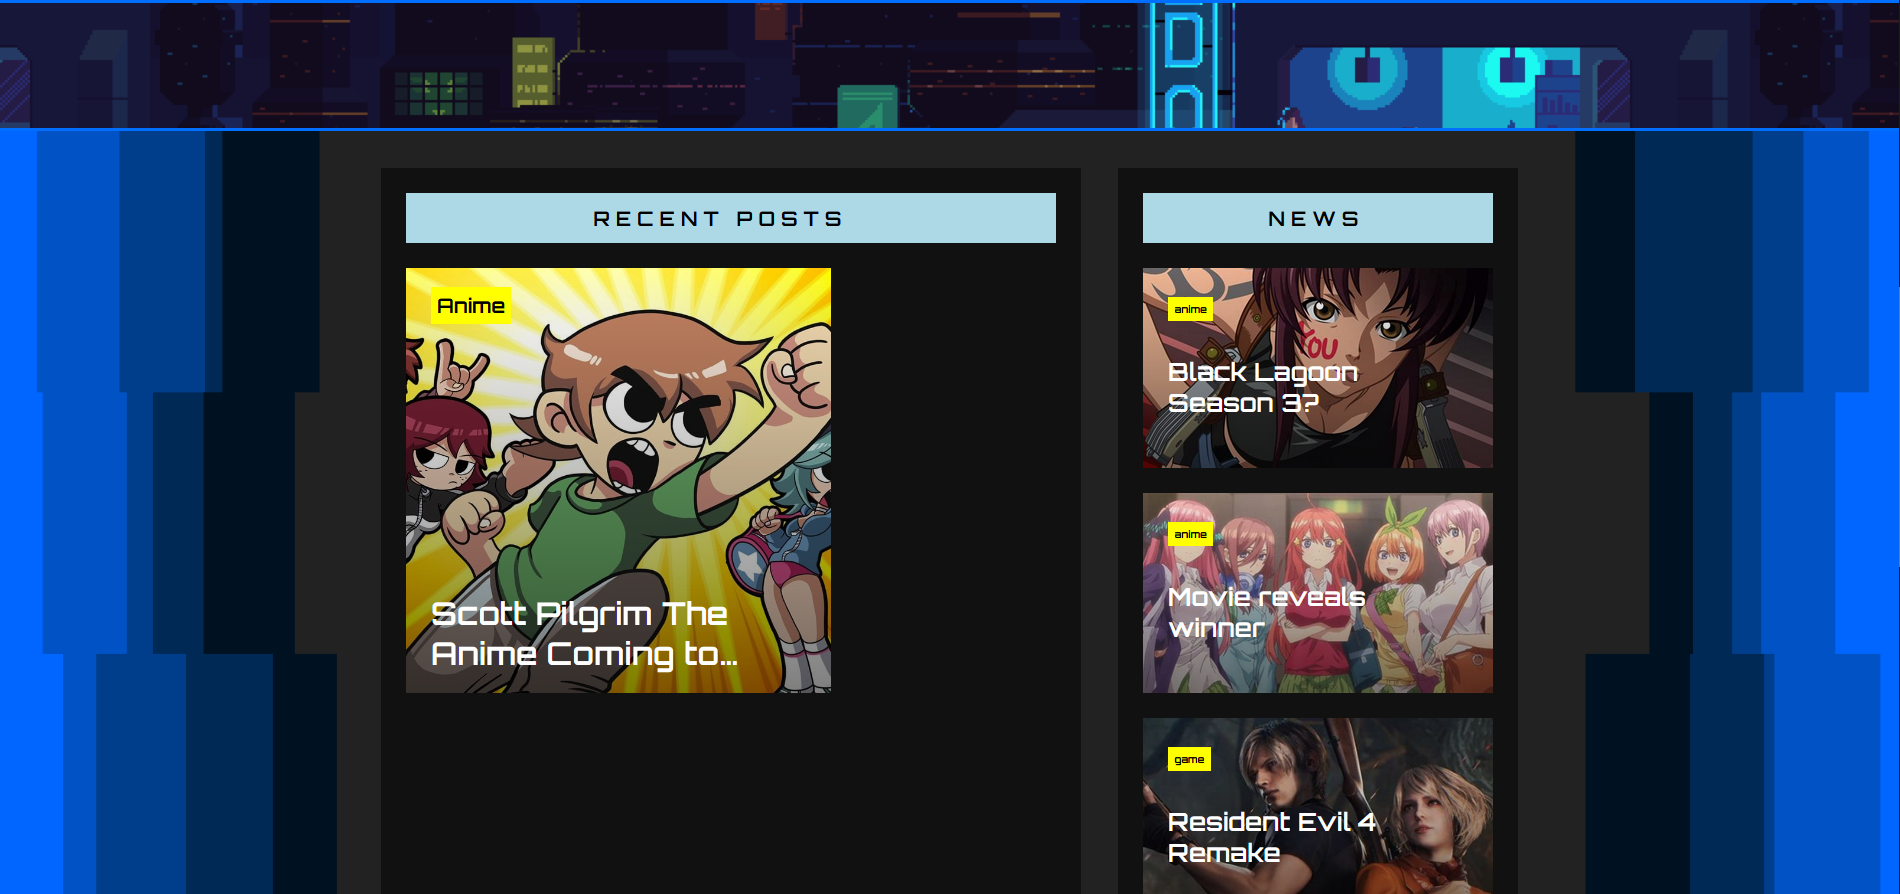 RECENT POSTS
Anime
Scott Pilgrim The
Anime Coming to...
NEWS
anime
YOU
Black Lagoon
Season 3?
anime
Movie reveals
winner
game
Resident Evil 4
Remake